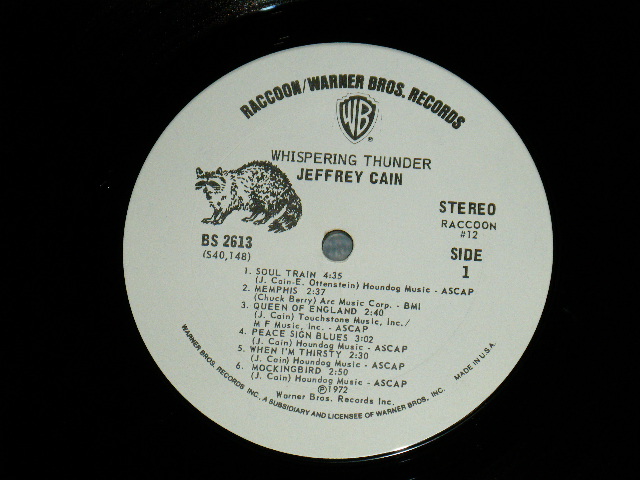 RACCOON/WARNER BROS. RECORDS
WB
®
WHISPERING THUNDER
JEFFREY CAIN
STEREO
RACCOON
#12
BS 2613
(S40,148)
SIDE
1
1. SOUL TRAIN 4:35
(J. Cain-E. Ottenstein) Houndog Music - ASCAP
2. MEMPHIS 2:37
(Chuck Berry) Arc Music Corp. - BMI
3. QUEEN OF ENGLAND 2:40
(J. Cain) Touchstone Music, Inc./
M F Music, Inc. - ASCAP
4. PEACE SIGN BLUES 3:02
(J. Cain) Houndog Music - ASCAP
5. WHEN I'M THIRSTY 2:30
(J. Cain) Houndog Music - ASCAP
6. MOCKINGBIRD 2:50
(J. Cain) Houndog Music - ASCAP
℗1972
Warner Bros. Records Inc.
WARNER BROS. RECORDS INC., A SUBSIDIARY AND LICENSEE OF WARNER BROS., INC. MADE IN U.S.A.